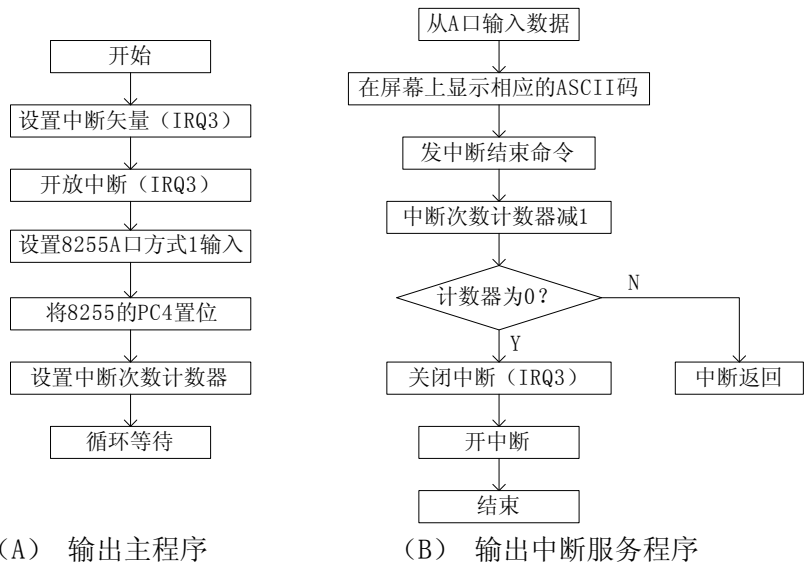 开始
设置中断矢量（IRQ3）
开放中断（IRQ3）
设置8255A口方式1输入
将8255的PC4置位
设置中断次数计数器
循环等待
（A） 输出主程序
从A口输入数据
在屏幕上显示相应的ASCII码
发中断结束命令
中断次数计数器减1
计数器为0？
N
Y
关闭中断（IRQ3）
中断返回
开中断
结束
（B） 输出中断服务程序